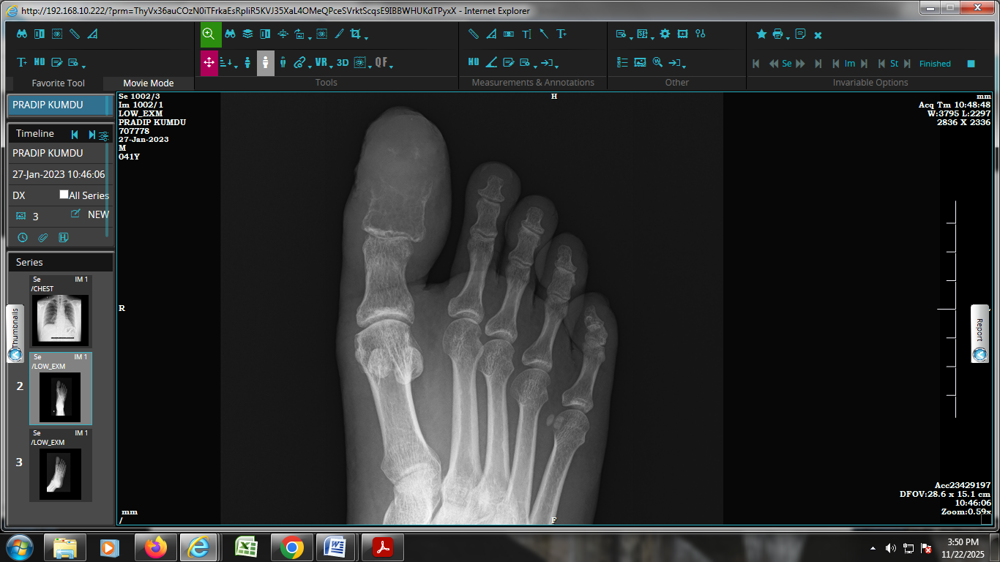 http://192.168.10.222/?prm=ThyVx36auCOzN0iTFrkaEsRpIiR5KVJ35XaL4OMeQPceSVrktScqsE9IBBWHUKdTPyxX - Internet Explorer
VR 3D QF
T+ HU
HU
Se Im St Finished
Favorite Tool
Movie Mode
Tools
Measurements & Annotations
Other
Invariable Options
PRADIP KUMDU
Timeline
PRADIP KUMDU
27-Jan-2023 10:46:06
DX All Series
3 NEW
Series
Se IM 1
/CHEST
Thumbnails
Se IM 1
/LOW_EXM
2
Se IM 1
/LOW_EXM
3
Se 1002/3
Im 1002/1
LOW_EXM
PRADIP KUMDU
707778
27-Jan-2023
M
041Y
H
mm
Acq Tm 10:48:48
W:3795 L:2297
2836 X 2336
R
Report
Acc23429197
DFOV:28.6 x 15.1 cm
10:46:06
Zoom:0.59x
mm
/
F
3:50 PM
11/22/2025